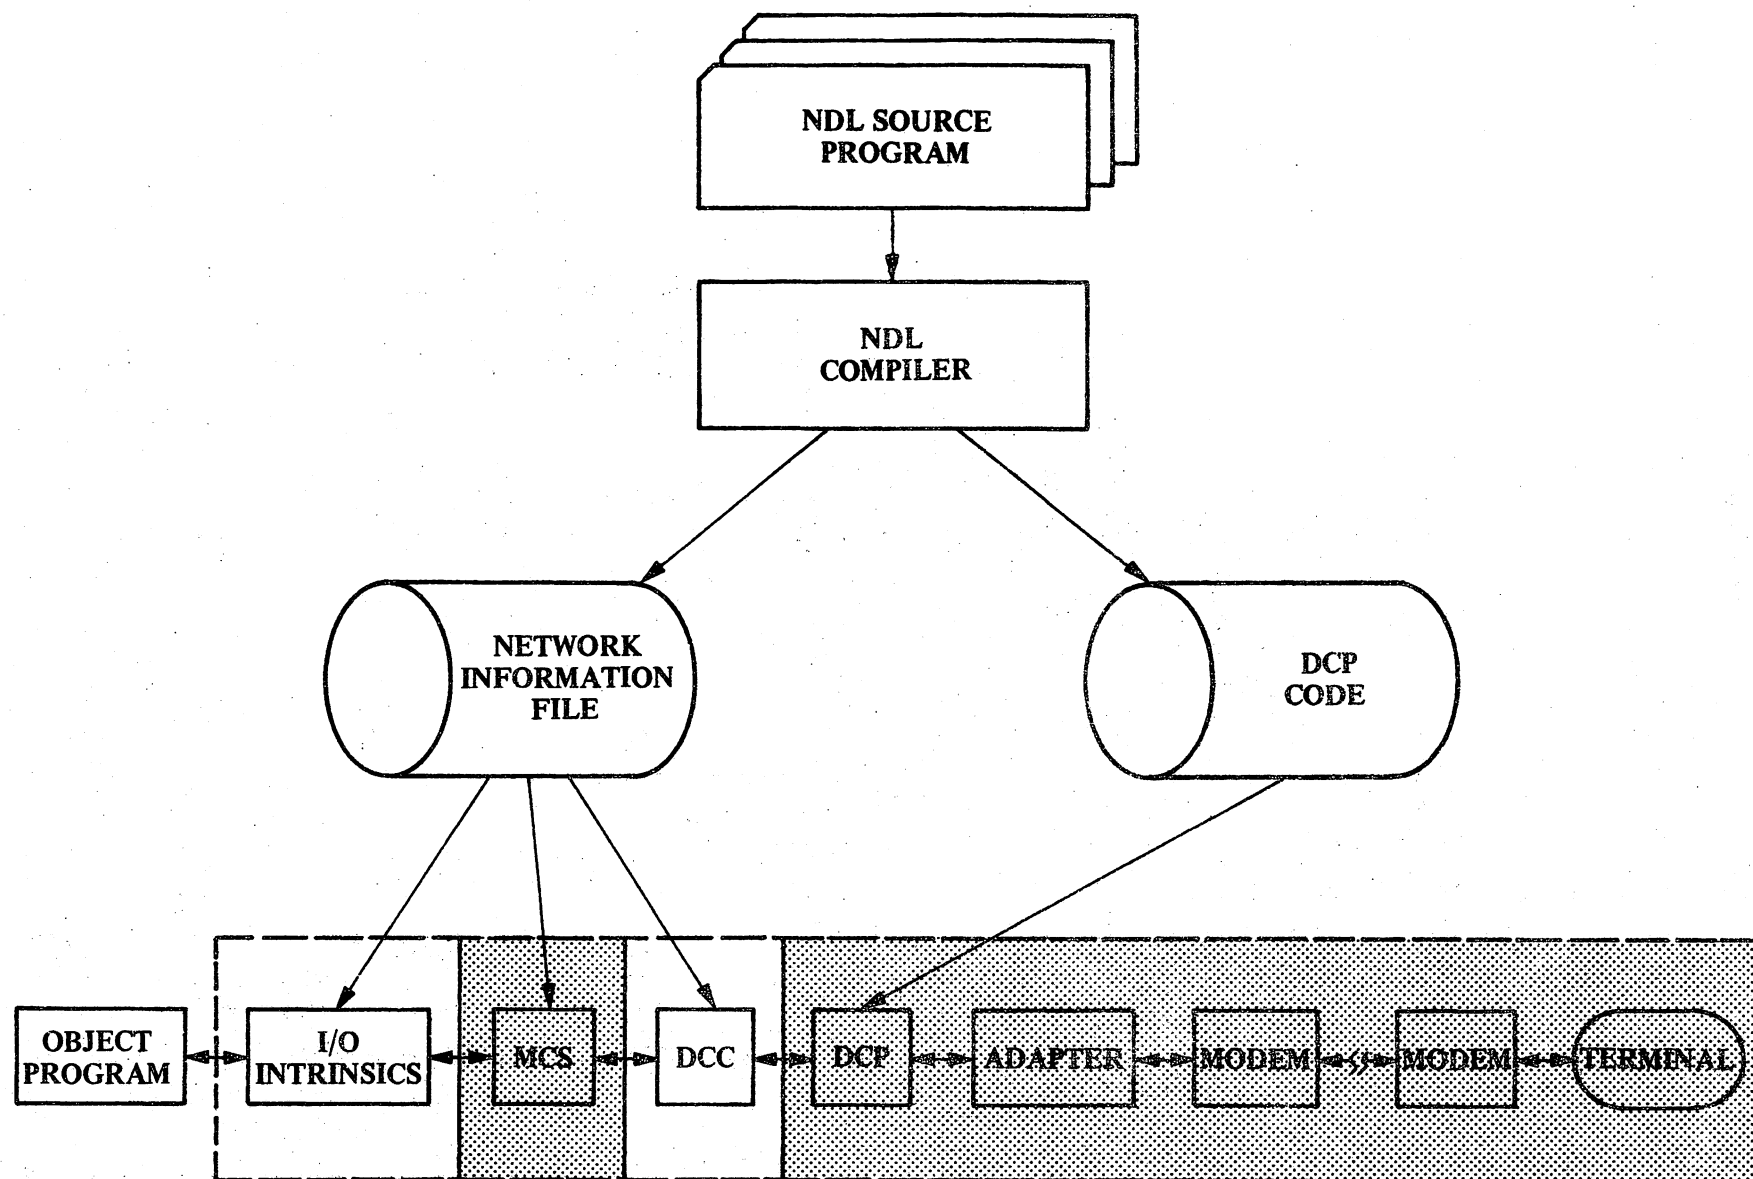 NDL SOURCE
PROGRAM
NDL
COMPILER
NETWORK
INFORMATION
FILE
DCP
CODE
OBJECT
PROGRAM
I/O
INTRINSICS
MCS
DCC
DCP
ADAPTER
MODEM
MODEM
TERMINAL